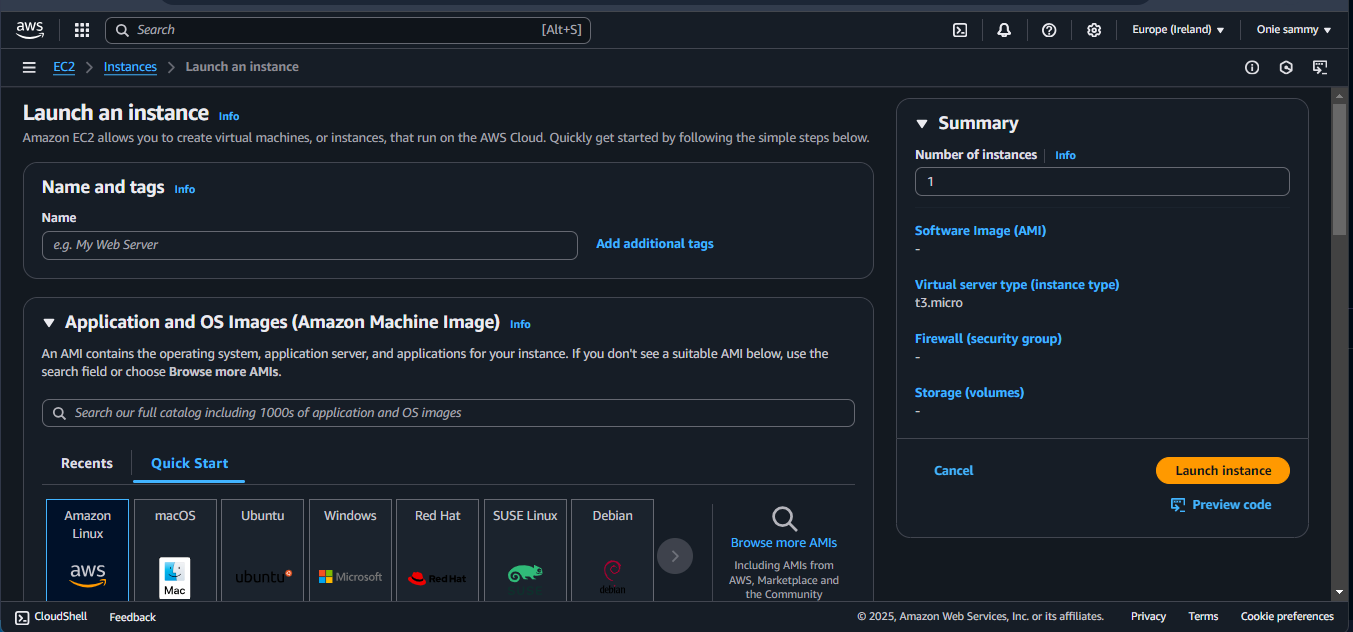 aws
Search
[Alt+S]
Europe (Ireland)
Onie sammy
EC2
Instances
Launch an instance
Launch an instance Info
Amazon EC2 allows you to create virtual machines, or instances, that run on the AWS Cloud. Quickly get started by following the simple steps below.
Name and tags Info
Name
e.g. My Web Server
Add additional tags
Application and OS Images (Amazon Machine Image) Info
An AMI contains the operating system, application server, and applications for your instance. If you don't see a suitable AMI below, use the
search field or choose Browse more AMIs.
Search our full catalog including 1000s of application and OS images
Recents
Quick Start
Amazon
Linux
aws
macOS
Mac
Ubuntu
ubuntu
Windows
Microsoft
Red Hat
Red Hat
SUSE Linux
Debian
debian
Browse more AMIs
Including AMIs from
AWS, Marketplace and
the Community
Summary
Number of instances Info
1
Software Image (AMI)
-
Virtual server type (instance type)
t3.micro
Firewall (security group)
-
Storage (volumes)
-
Cancel
Launch instance
Preview code
CloudShell
Feedback
© 2025, Amazon Web Services, Inc. or its affiliates.
Privacy
Terms
Cookie preferences